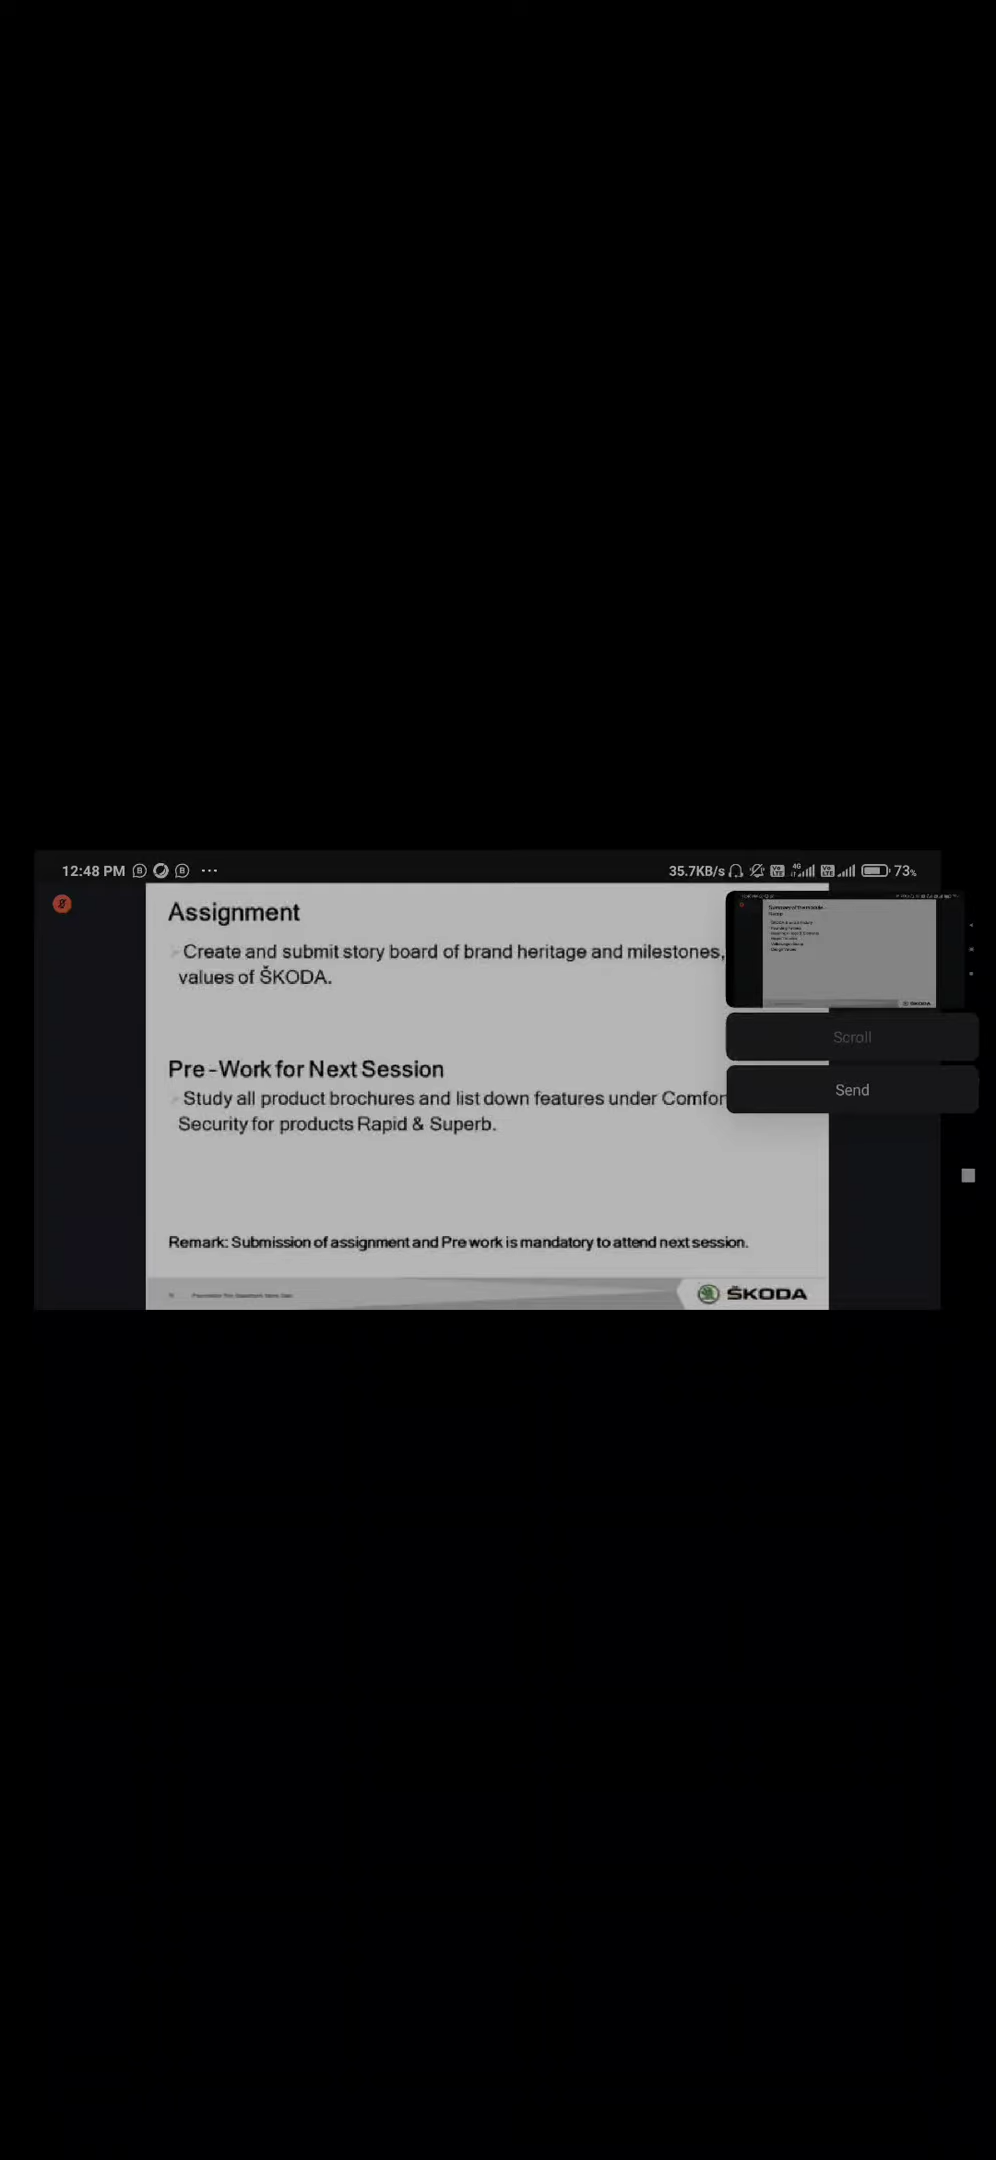 12:48 PM
35.7KB/s
4G
73%
Assignment
Create and submit story board of brand heritage and milestones,
values of ŠKODA.
Scroll
Pre-Work for Next Session
Send
Study all product brochures and list down features under Comfor
Security for products Rapid & Superb.
Remark: Submission of assignment and Pre work is mandatory to attend next session.
ŠKODA